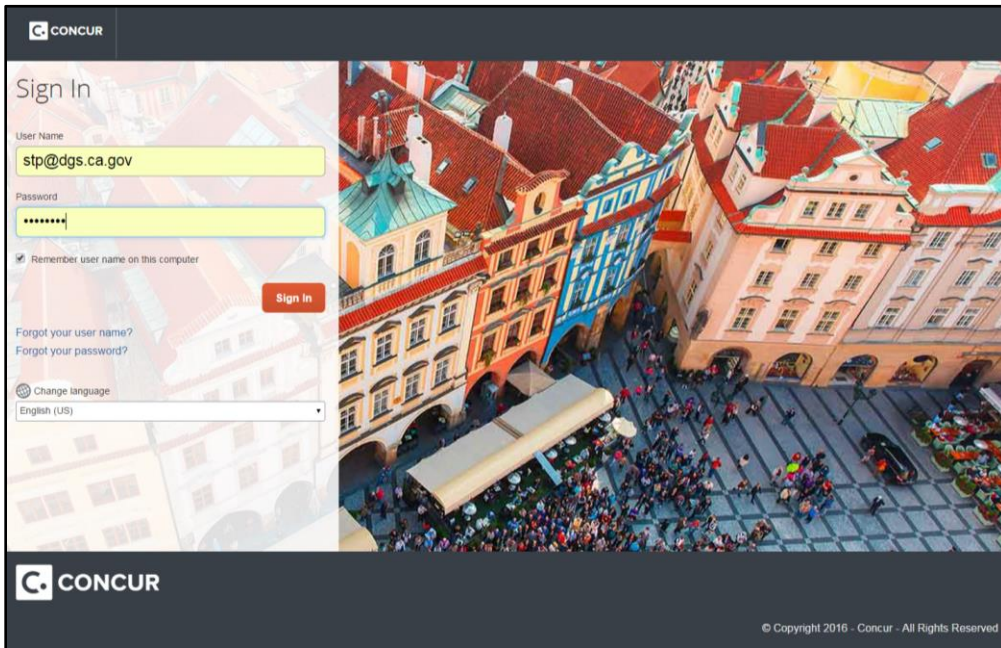 C. CONCUR
Sign In
User Name
stp@dgs.ca.gov
Password
••••••••
Remember user name on this computer
Sign In
Forgot your user name?
Forgot your password?
Change language
English (US)
C. CONCUR
© Copyright 2016 - Concur - All Rights Reserved